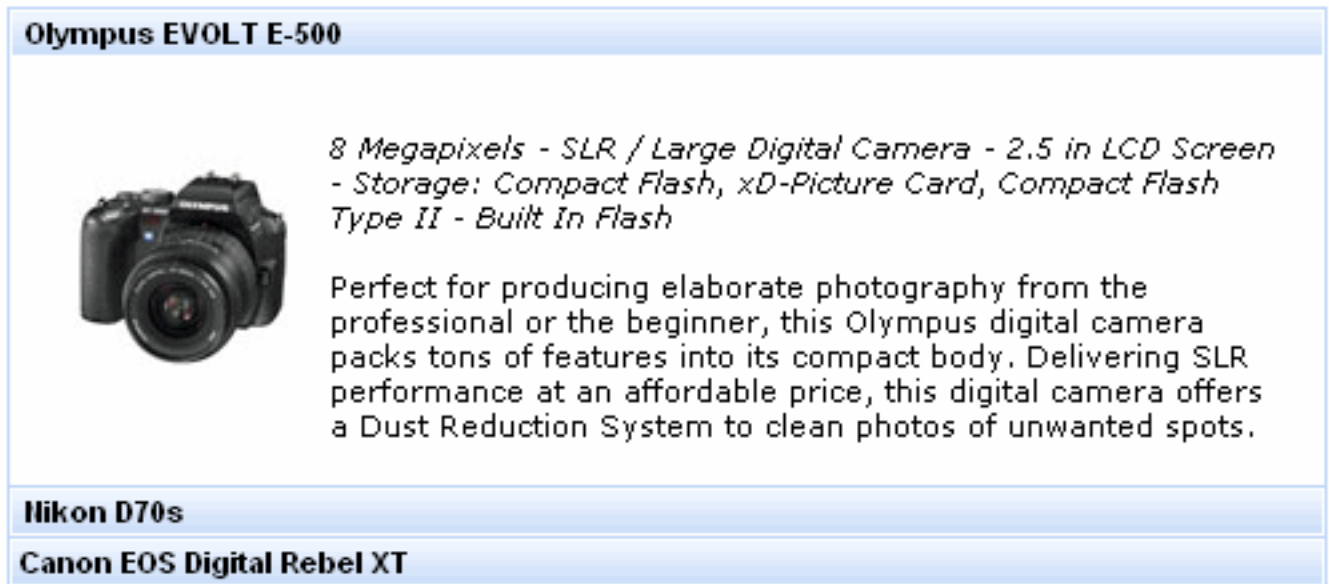 Olympus EVOLT E-500
8 Megapixels - SLR / Large Digital Camera - 2.5 in LCD Screen
- Storage: Compact Flash, xD-Picture Card, Compact Flash
Type II - Built In Flash
OLYMPUS
Perfect for producing elaborate photography from the
professional or the beginner, this Olympus digital camera
packs tons of features into its compact body. Delivering SLR
performance at an affordable price, this digital camera offers
a Dust Reduction System to clean photos of unwanted spots.
Nikon D70s
Canon EOS Digital Rebel XT